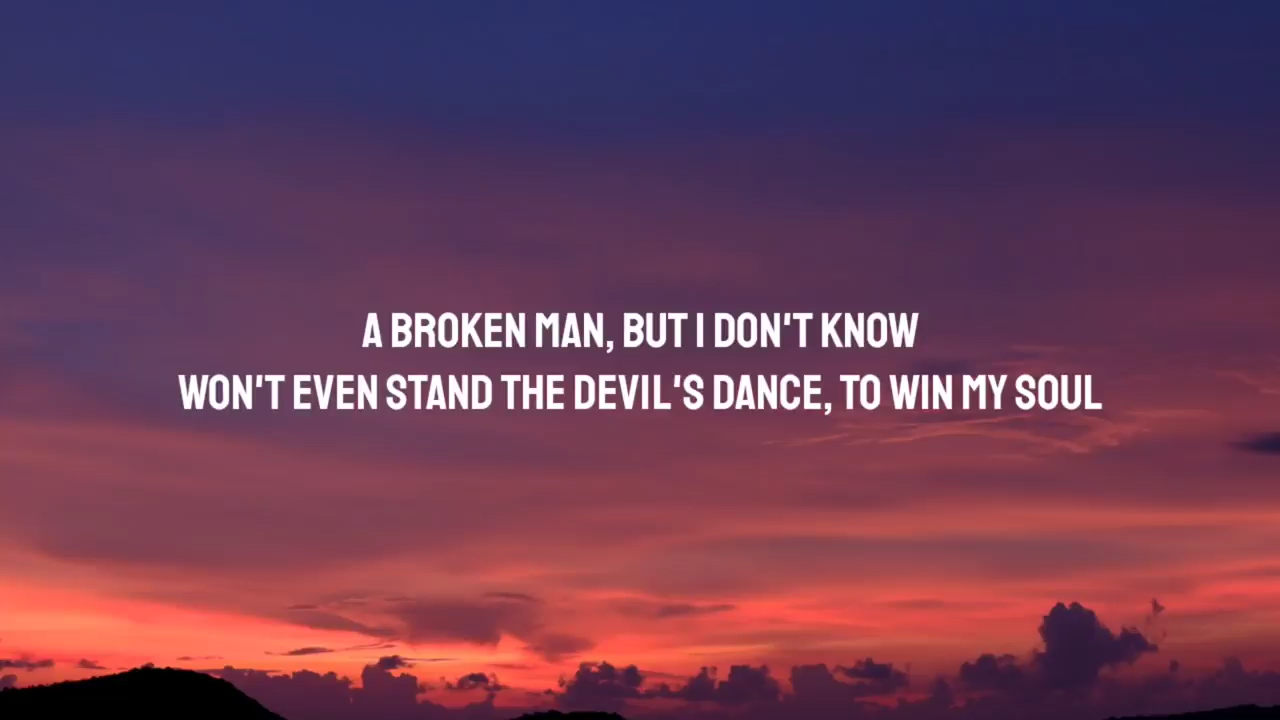 A BROKEN MAN, BUT I DON'T KNOW
WON'T EVEN STAND THE DEVIL'S DANCE, TO WIN MY SOUL